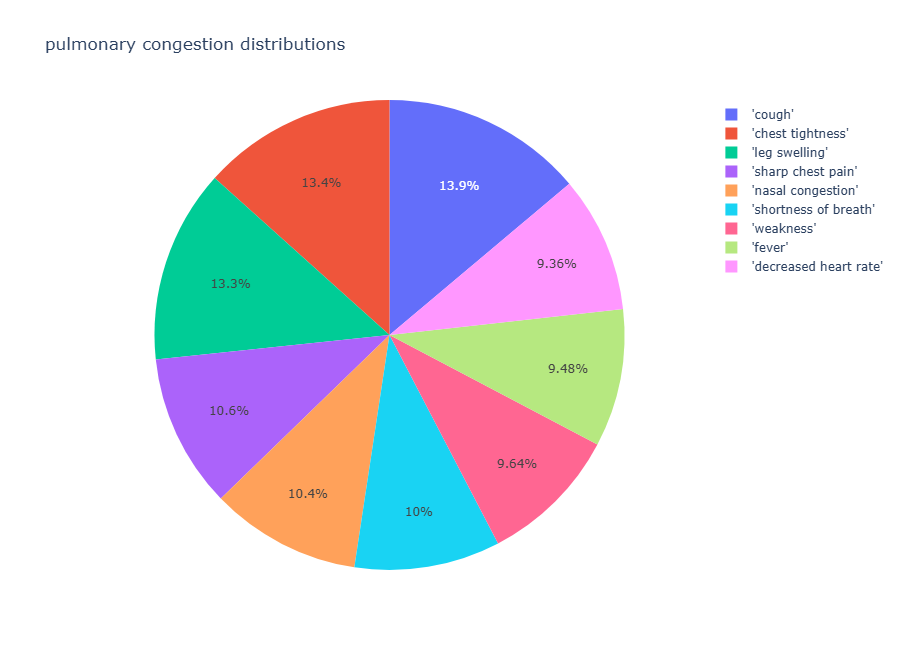 pulmonary congestion distributions
'cough'
'chest tightness'
'leg swelling'
'sharp chest pain'
'nasal congestion'
'shortness of breath'
'weakness'
'fever'
'decreased heart rate'
13.4%
13.9%
9.36%
13.3%
9.48%
10.6%
9.64%
10.4%
10%